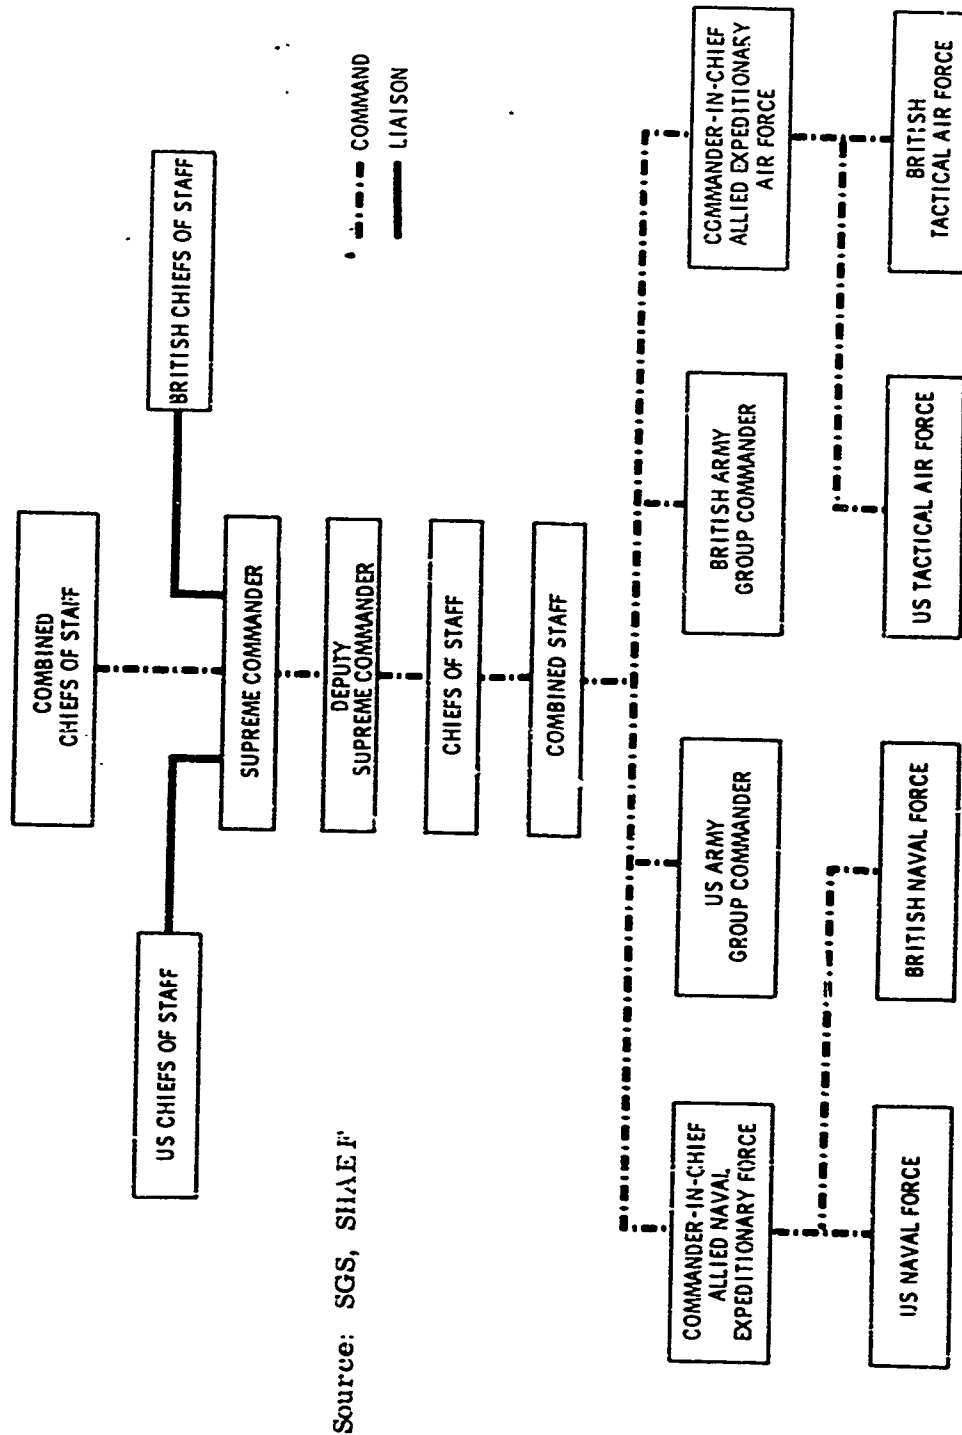 COMBINED
CHIEFS OF STAFF
US CHIEFS OF STAFF
BRITISH CHIEFS OF STAFF
SUPREME COMMANDER
COMMAND
LIAISON
DEPUTY
SUPREME COMMANDER
CHIEFS OF STAFF
COMBINED STAFF
Source: SGS, SHAEF
COMMANDER-IN-CHIEF
ALLIED NAVAL
EXPEDITIONARY FORCE
US ARMY
GROUP COMMANDER
BRITISH ARMY
GROUP COMMANDER
COMMANDER-IN-CHIEF
ALLIED EXPEDITIONARY
AIR FORCE
US NAVAL FORCE
BRITISH NAVAL FORCE
US TACTICAL AIR FORCE
BRITISH
TACTICAL AIR FORCE